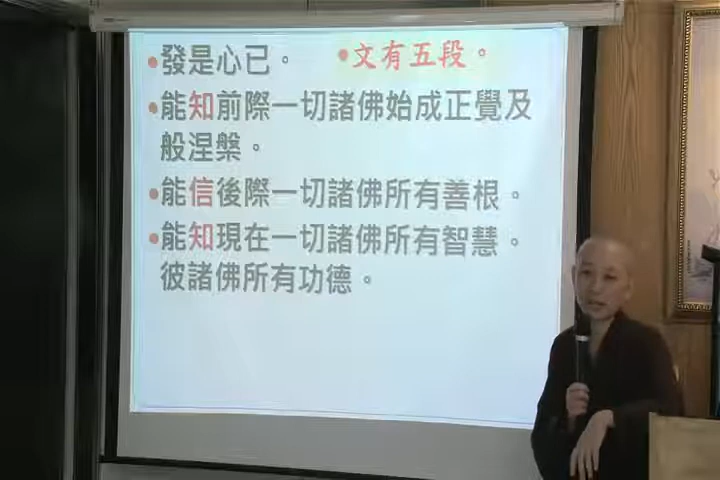 •發是心已。 •文有五段。
•能知前際一切諸佛始成正覺及
般涅槃。
•能信後際一切諸佛所有善根。
•能知現在一切諸佛所有智慧。
彼諸佛所有功德。